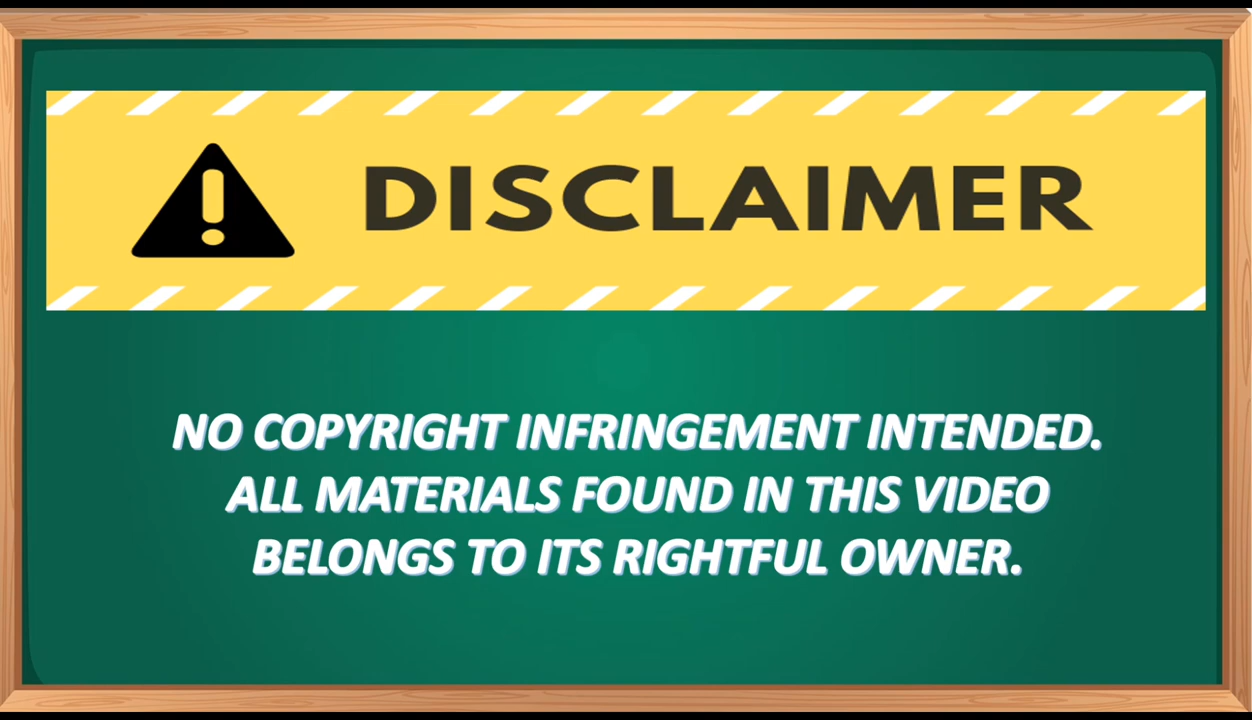 DISCLAIMER
NO COPYRIGHT INFRINGEMENT INTENDED.
ALL MATERIALS FOUND IN THIS VIDEO
BELONGS TO ITS RIGHTFUL OWNER.